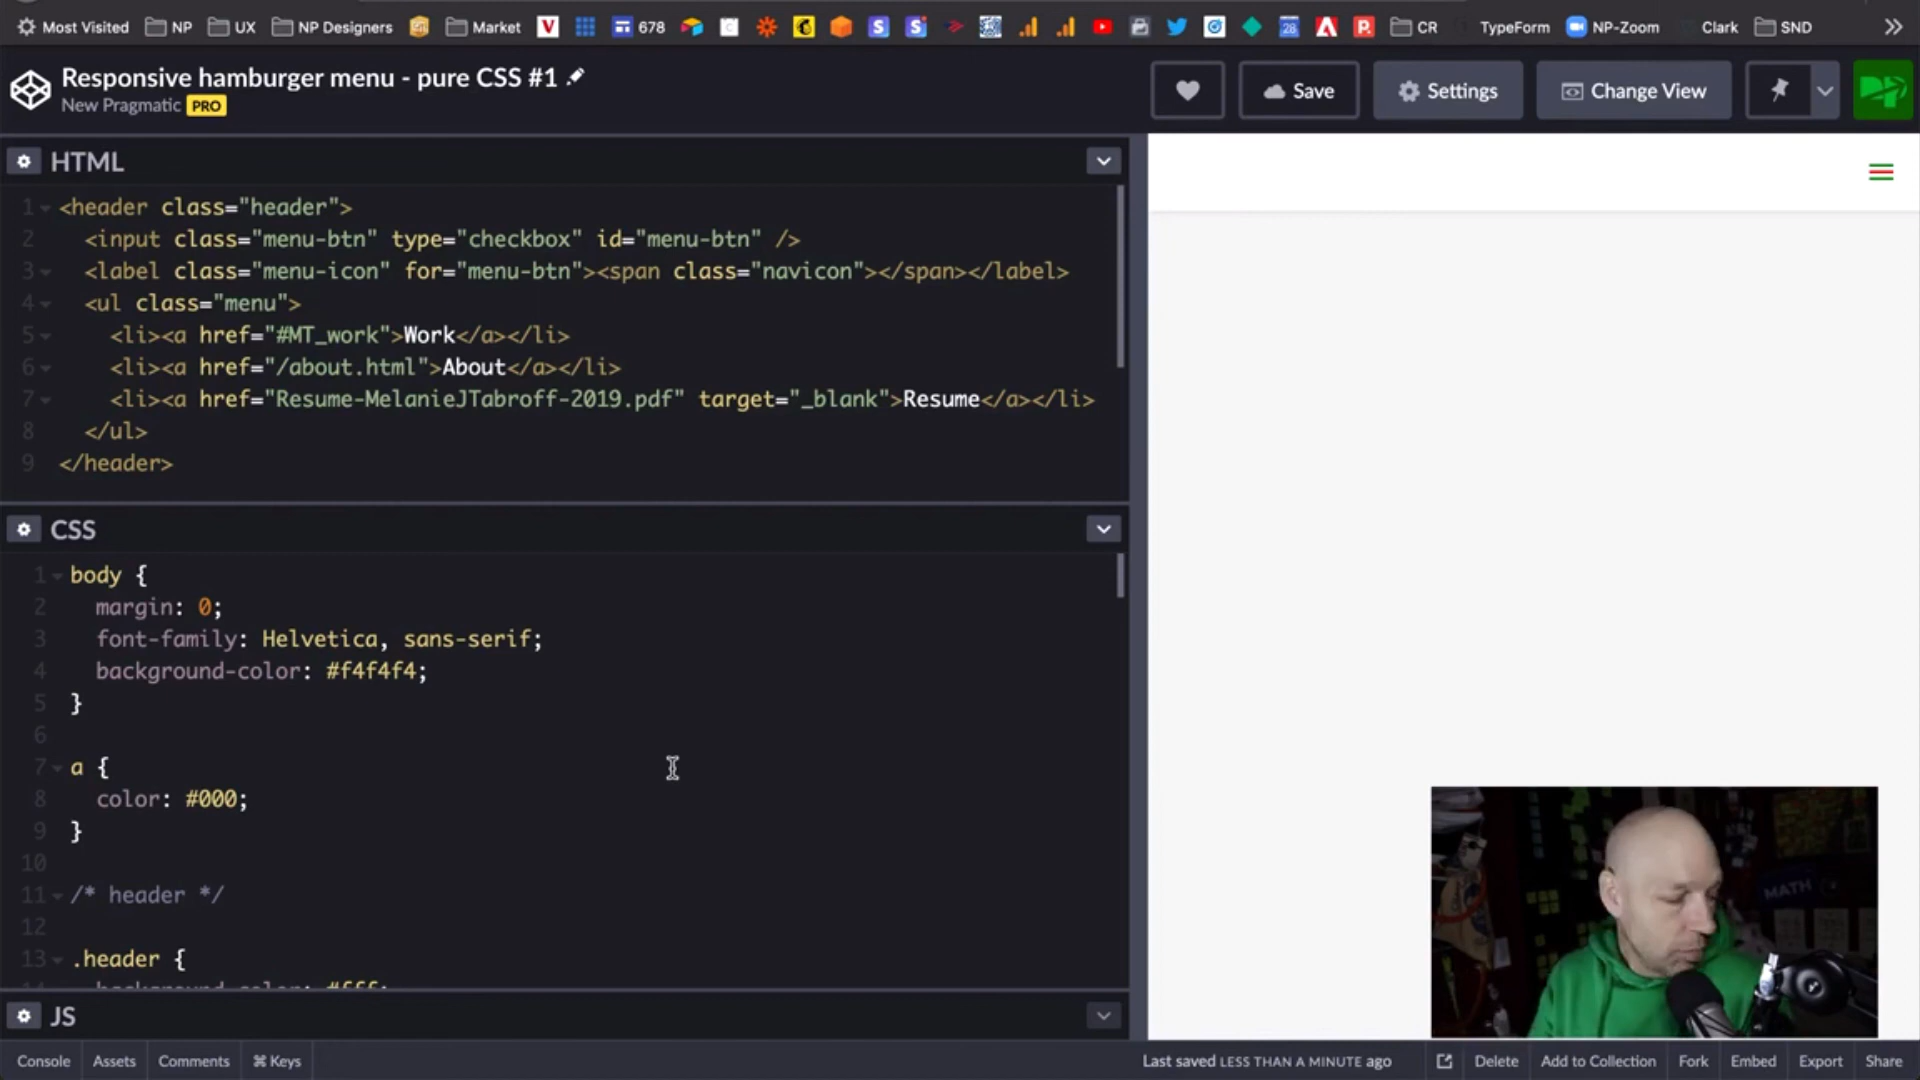 Most Visited NP UX NP Designers Market 678 CR TypeForm NP-Zoom Clark SND
Responsive hamburger menu - pure CSS #1
New Pragmatic PRO
Save Settings Change View
HTML
1 <header class="header">
2 <input class="menu-btn" type="checkbox" id="menu-btn" />
3 <label class="menu-icon" for="menu-btn"><span class="navicon"></span></label>
4 <ul class="menu">
5 <li><a href="#MT_work">Work</a></li>
6 <li><a href="/about.html">About</a></li>
7 <li><a href="Resume-MelanieJTabroff-2019.pdf" target="_blank">Resume</a></li>
8 </ul>
9 </header>
CSS
1 body {
2 margin: 0;
3 font-family: Helvetica, sans-serif;
4 background-color: #f4f4f4;
5 }
6
7 a {
8 color: #000;
9 }
10
11 /* header */
12
13 .header {
14 background-color: #fff;
JS
MATH
Console Assets Comments ⌘ Keys Last saved LESS THAN A MINUTE ago Delete Add to Collection Fork Embed Export Share